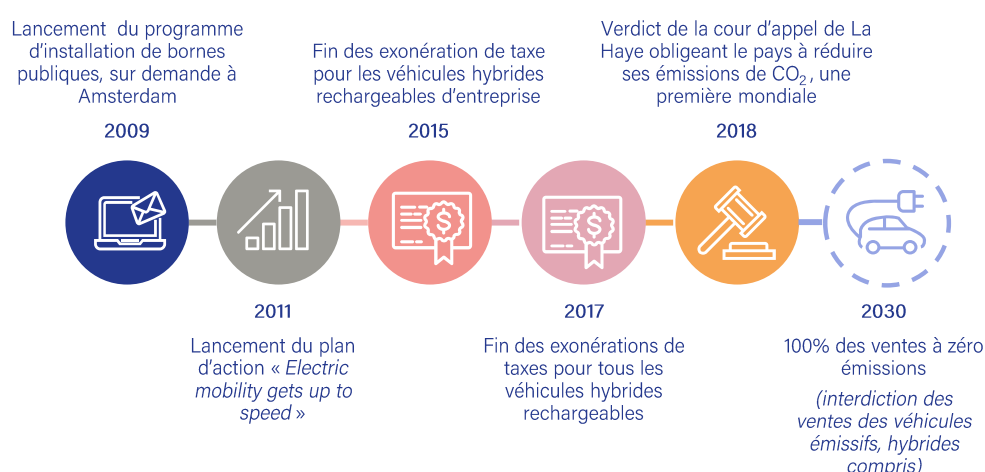 Lancement du programme
d'installation de bornes
publiques, sur demande à
Amsterdam
2009
2011
Lancement du plan
d'action « Electric
mobility gets up to
speed »
Fin des exonération de taxe
pour les véhicules hybrides
rechargeables d'entreprise
2015
$
$
2017
Fin des exonérations de
taxes pour tous les
véhicules hybrides
rechargeables
Verdict de la cour d'appel de La
Haye obligeant le pays à réduire
ses émissions de CO₂, une
première mondiale
2018
2030
100% des ventes à zéro
émissions
(interdiction des
ventes des véhicules
émissifs, hybrides
compris)